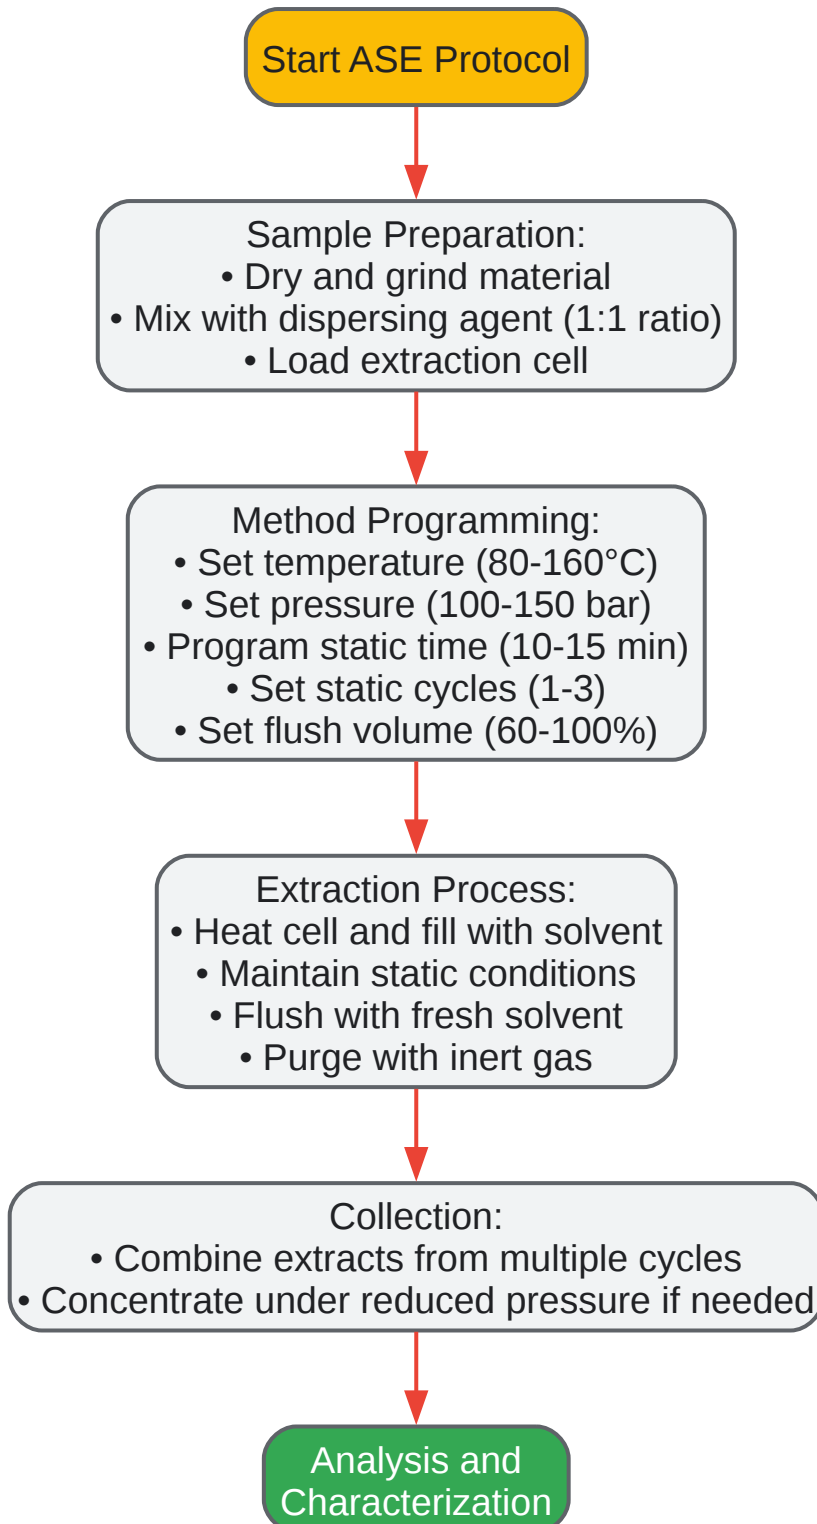 Start ASE Protocol
Sample Preparation:
• Dry and grind material
• Mix with dispersing agent (1:1 ratio)
• Load extraction cell
Method Programming:
• Set temperature (80-160°C)
• Set pressure (100-150 bar)
• Program static time (10-15 min)
• Set static cycles (1-3)
• Set flush volume (60-100%)
Extraction Process:
• Heat cell and fill with solvent
• Maintain static conditions
• Flush with fresh solvent
• Purge with inert gas
Collection:
• Combine extracts from multiple cycles
• Concentrate under reduced pressure if needed
Analysis and
Characterization